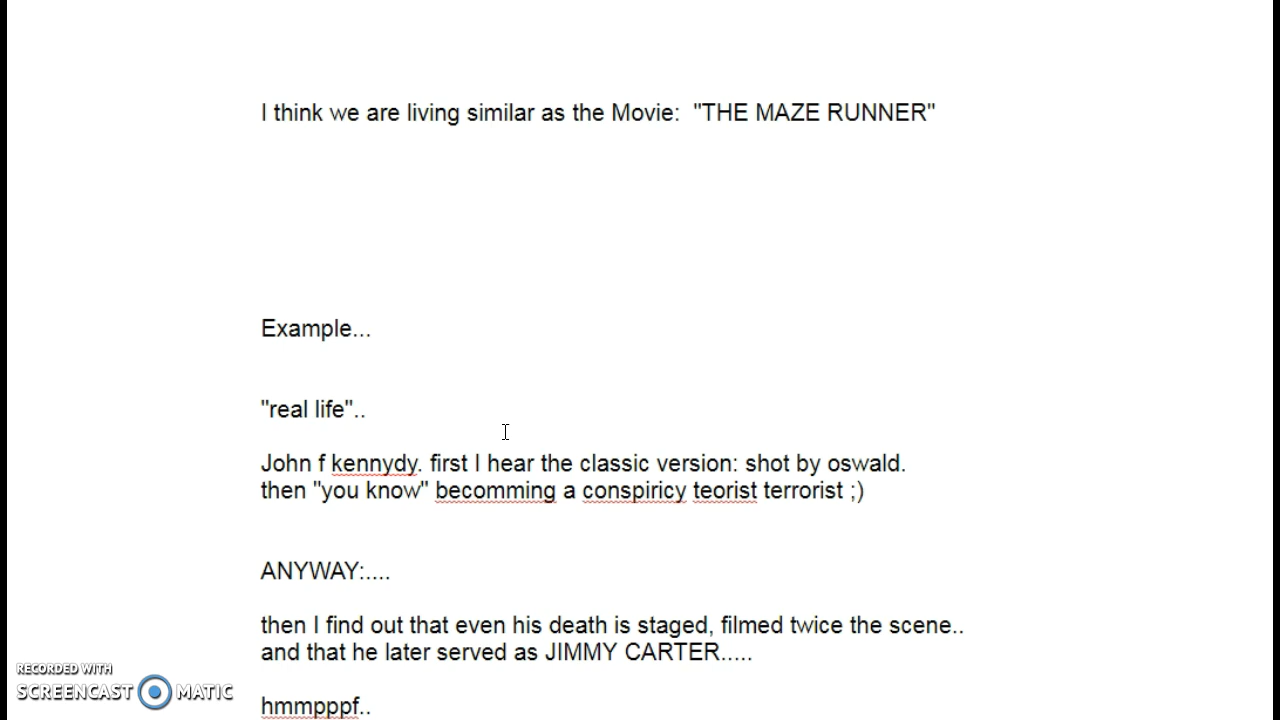 I think we are living similar as the Movie:  "THE MAZE RUNNER"
Example...
"real life"..
John f kennydy. first I hear the classic version: shot by oswald.
then "you know" becomming a conspiricy teorist terrorist ;)
ANYWAY:....
then I find out that even his death is staged, filmed twice the scene..
and that he later served as JIMMY CARTER.....
hmmpppf..
RECORDED WITH
SCREENCAST MATIC